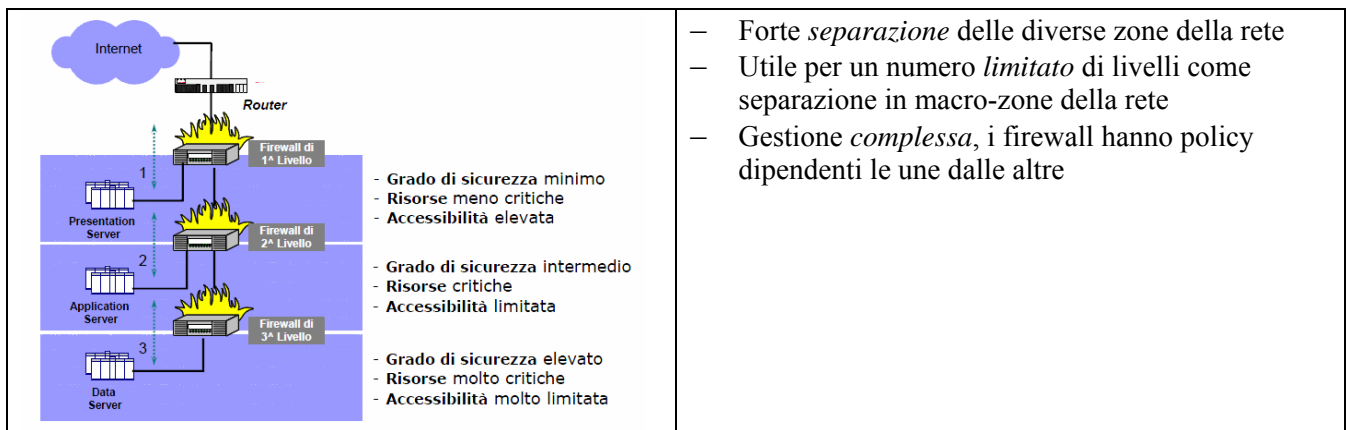 Internet
Router
Firewall di
1^ Livello
1
Presentation
Server
- Grado di sicurezza minimo
- Risorse meno critiche
- Accessibilità elevata
Firewall di
2^ Livello
2
Application
Server
- Grado di sicurezza intermedio
- Risorse critiche
- Accessibilità limitata
Firewall di
3^ Livello
3
Data
Server
- Grado di sicurezza elevato
- Risorse molto critiche
- Accessibilità molto limitata
– Forte separazione delle diverse zone della rete
– Utile per un numero limitato di livelli come
separazione in macro-zone della rete
– Gestione complessa, i firewall hanno policy
dipendenti le une dalle altre